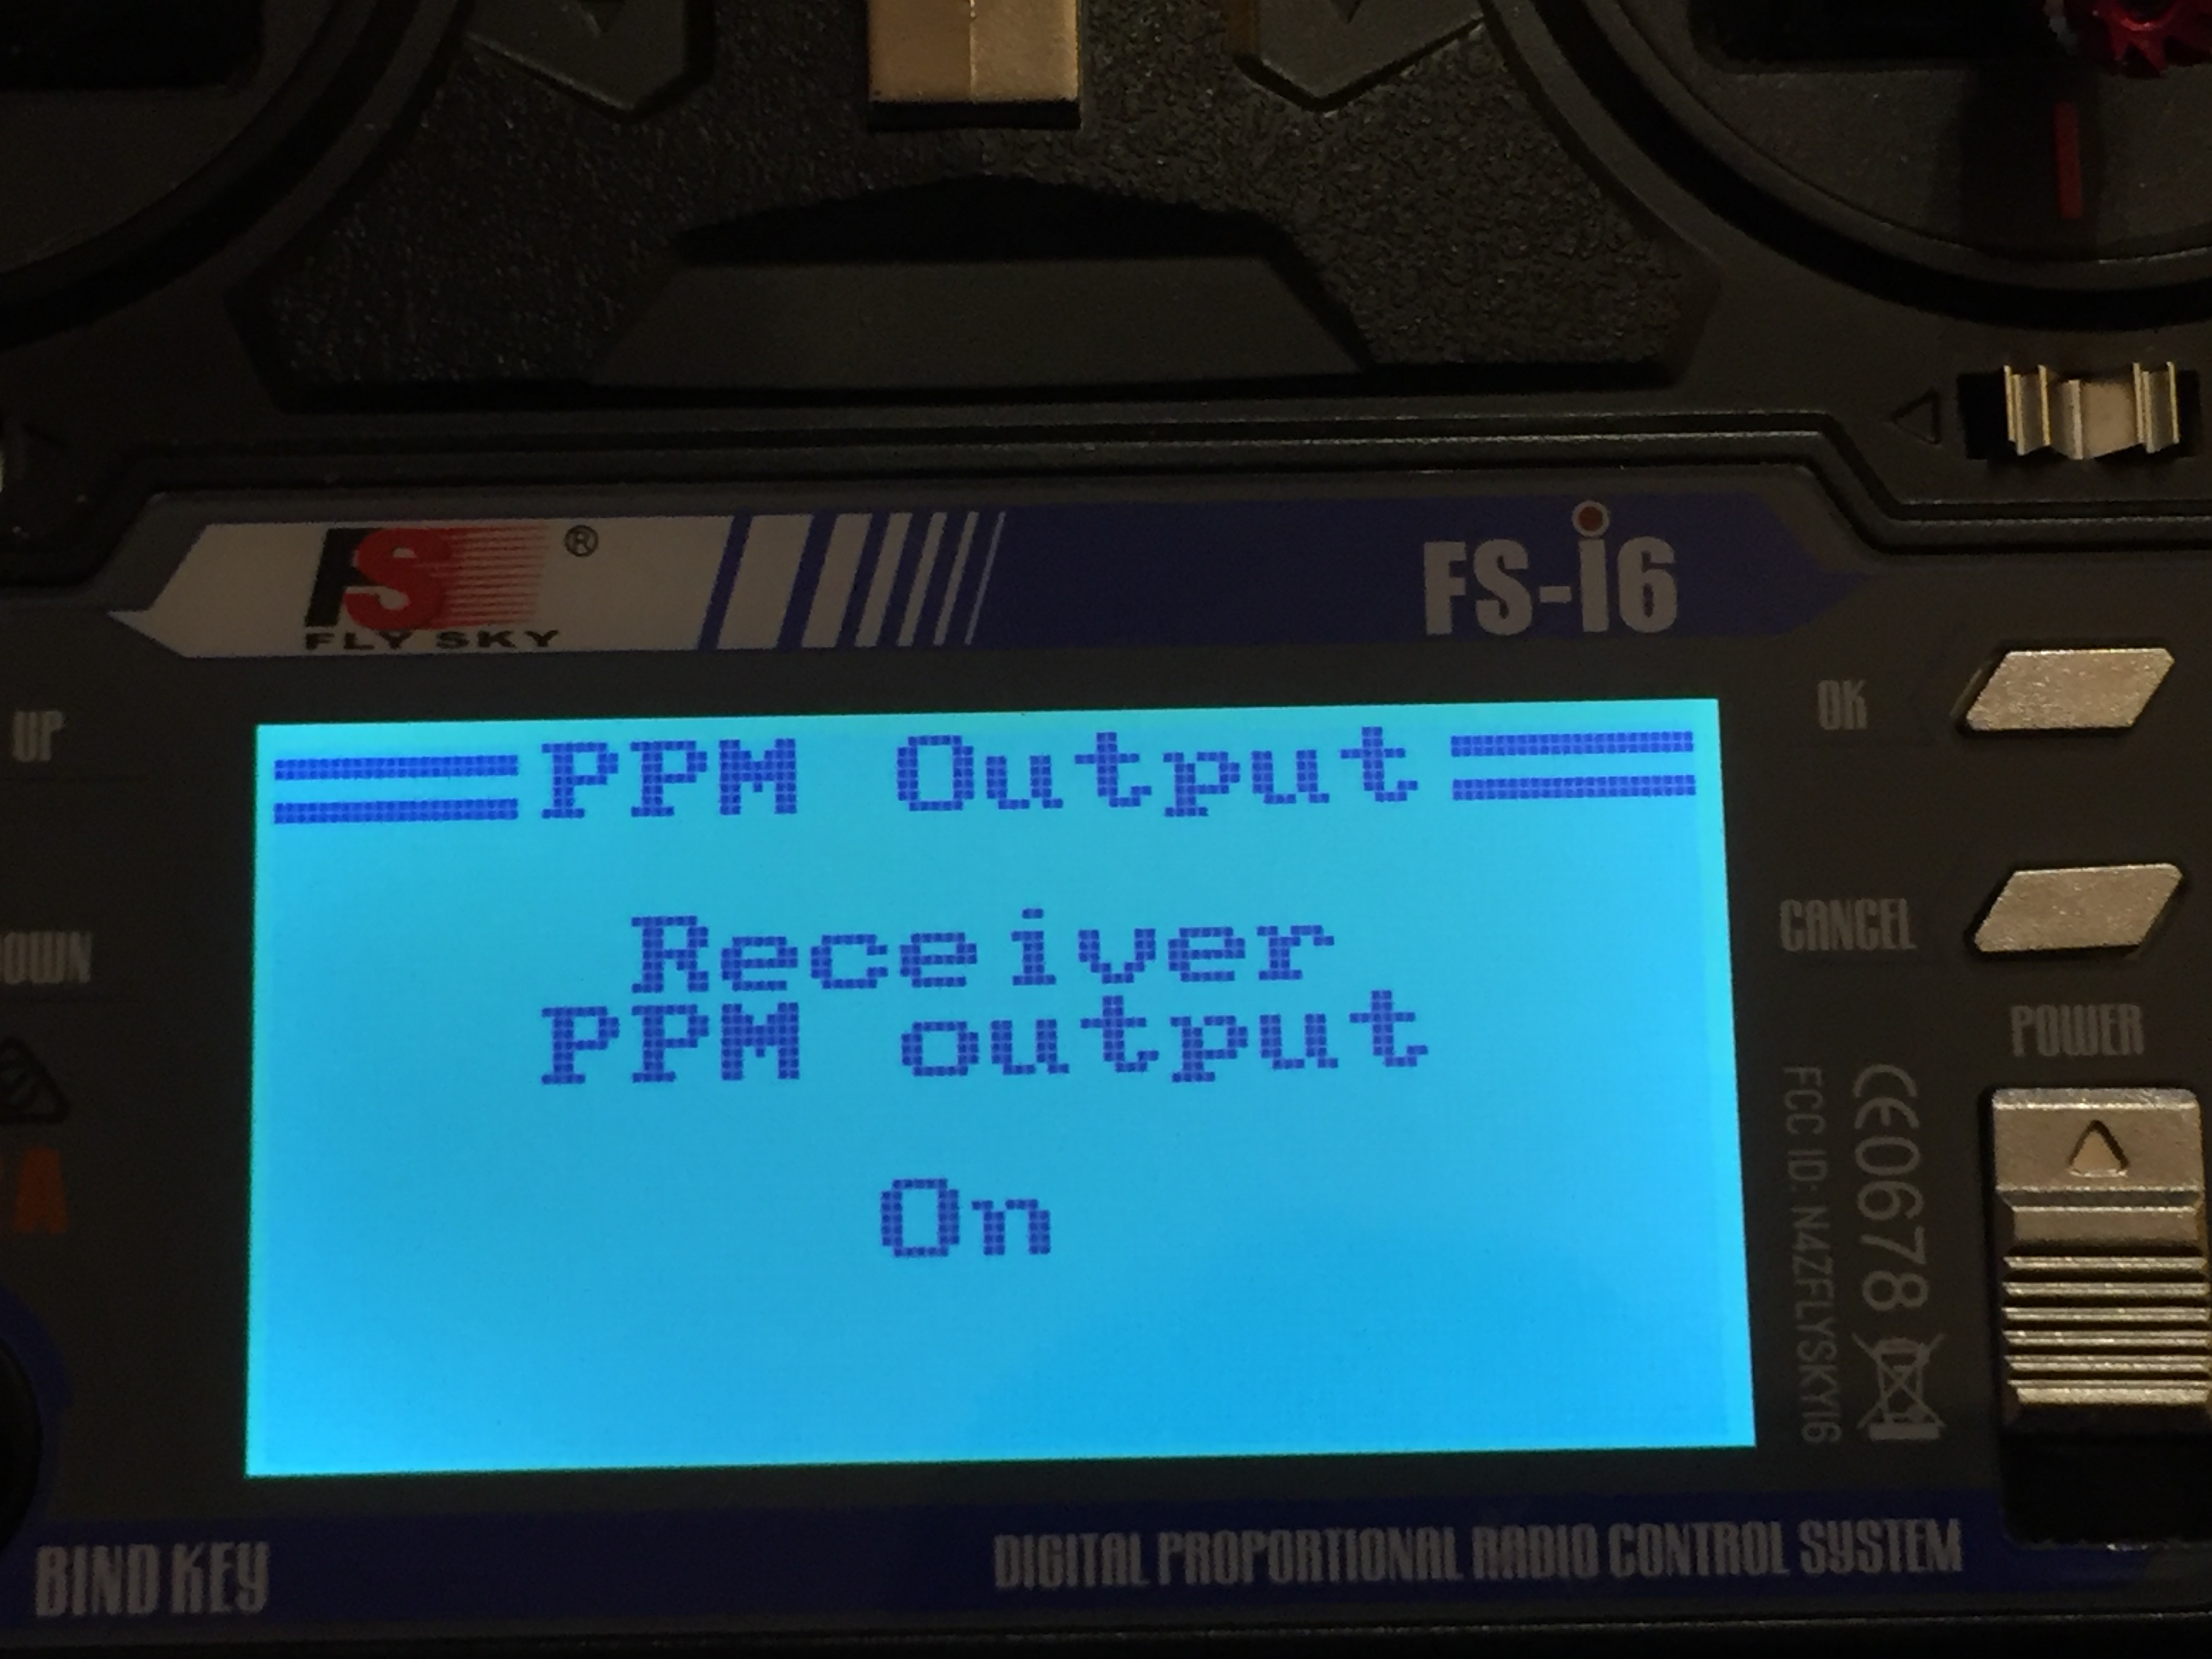 FS ®
FLY SKY
FS-i6
UP
OK
PPM Output
Receiver
PPM output
On
CANCEL
POWER
CE0678
FCC ID: N4ZFLYSKYI6
BIND KEY
DIGITAL PROPORTIONAL RADIO CONTROL SYSTEM